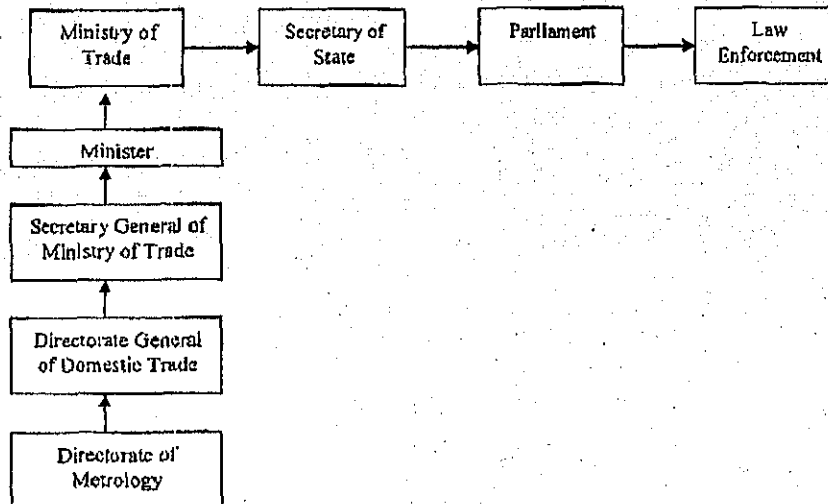 Ministry of
Trade
Secretary of
State
Parliament
Law
Enforcement
Minister
Secretary General of
Ministry of Trade
Directorate General
of Domestic Trade
Directorate of
Metrology